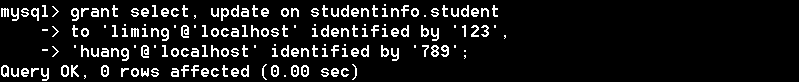 mysql> grant select, update on studentinfo.student
    -> to 'liming'@'localhost' identified by '123',
    -> 'huang'@'localhost' identified by '789';
Query OK, 0 rows affected (0.00 sec)